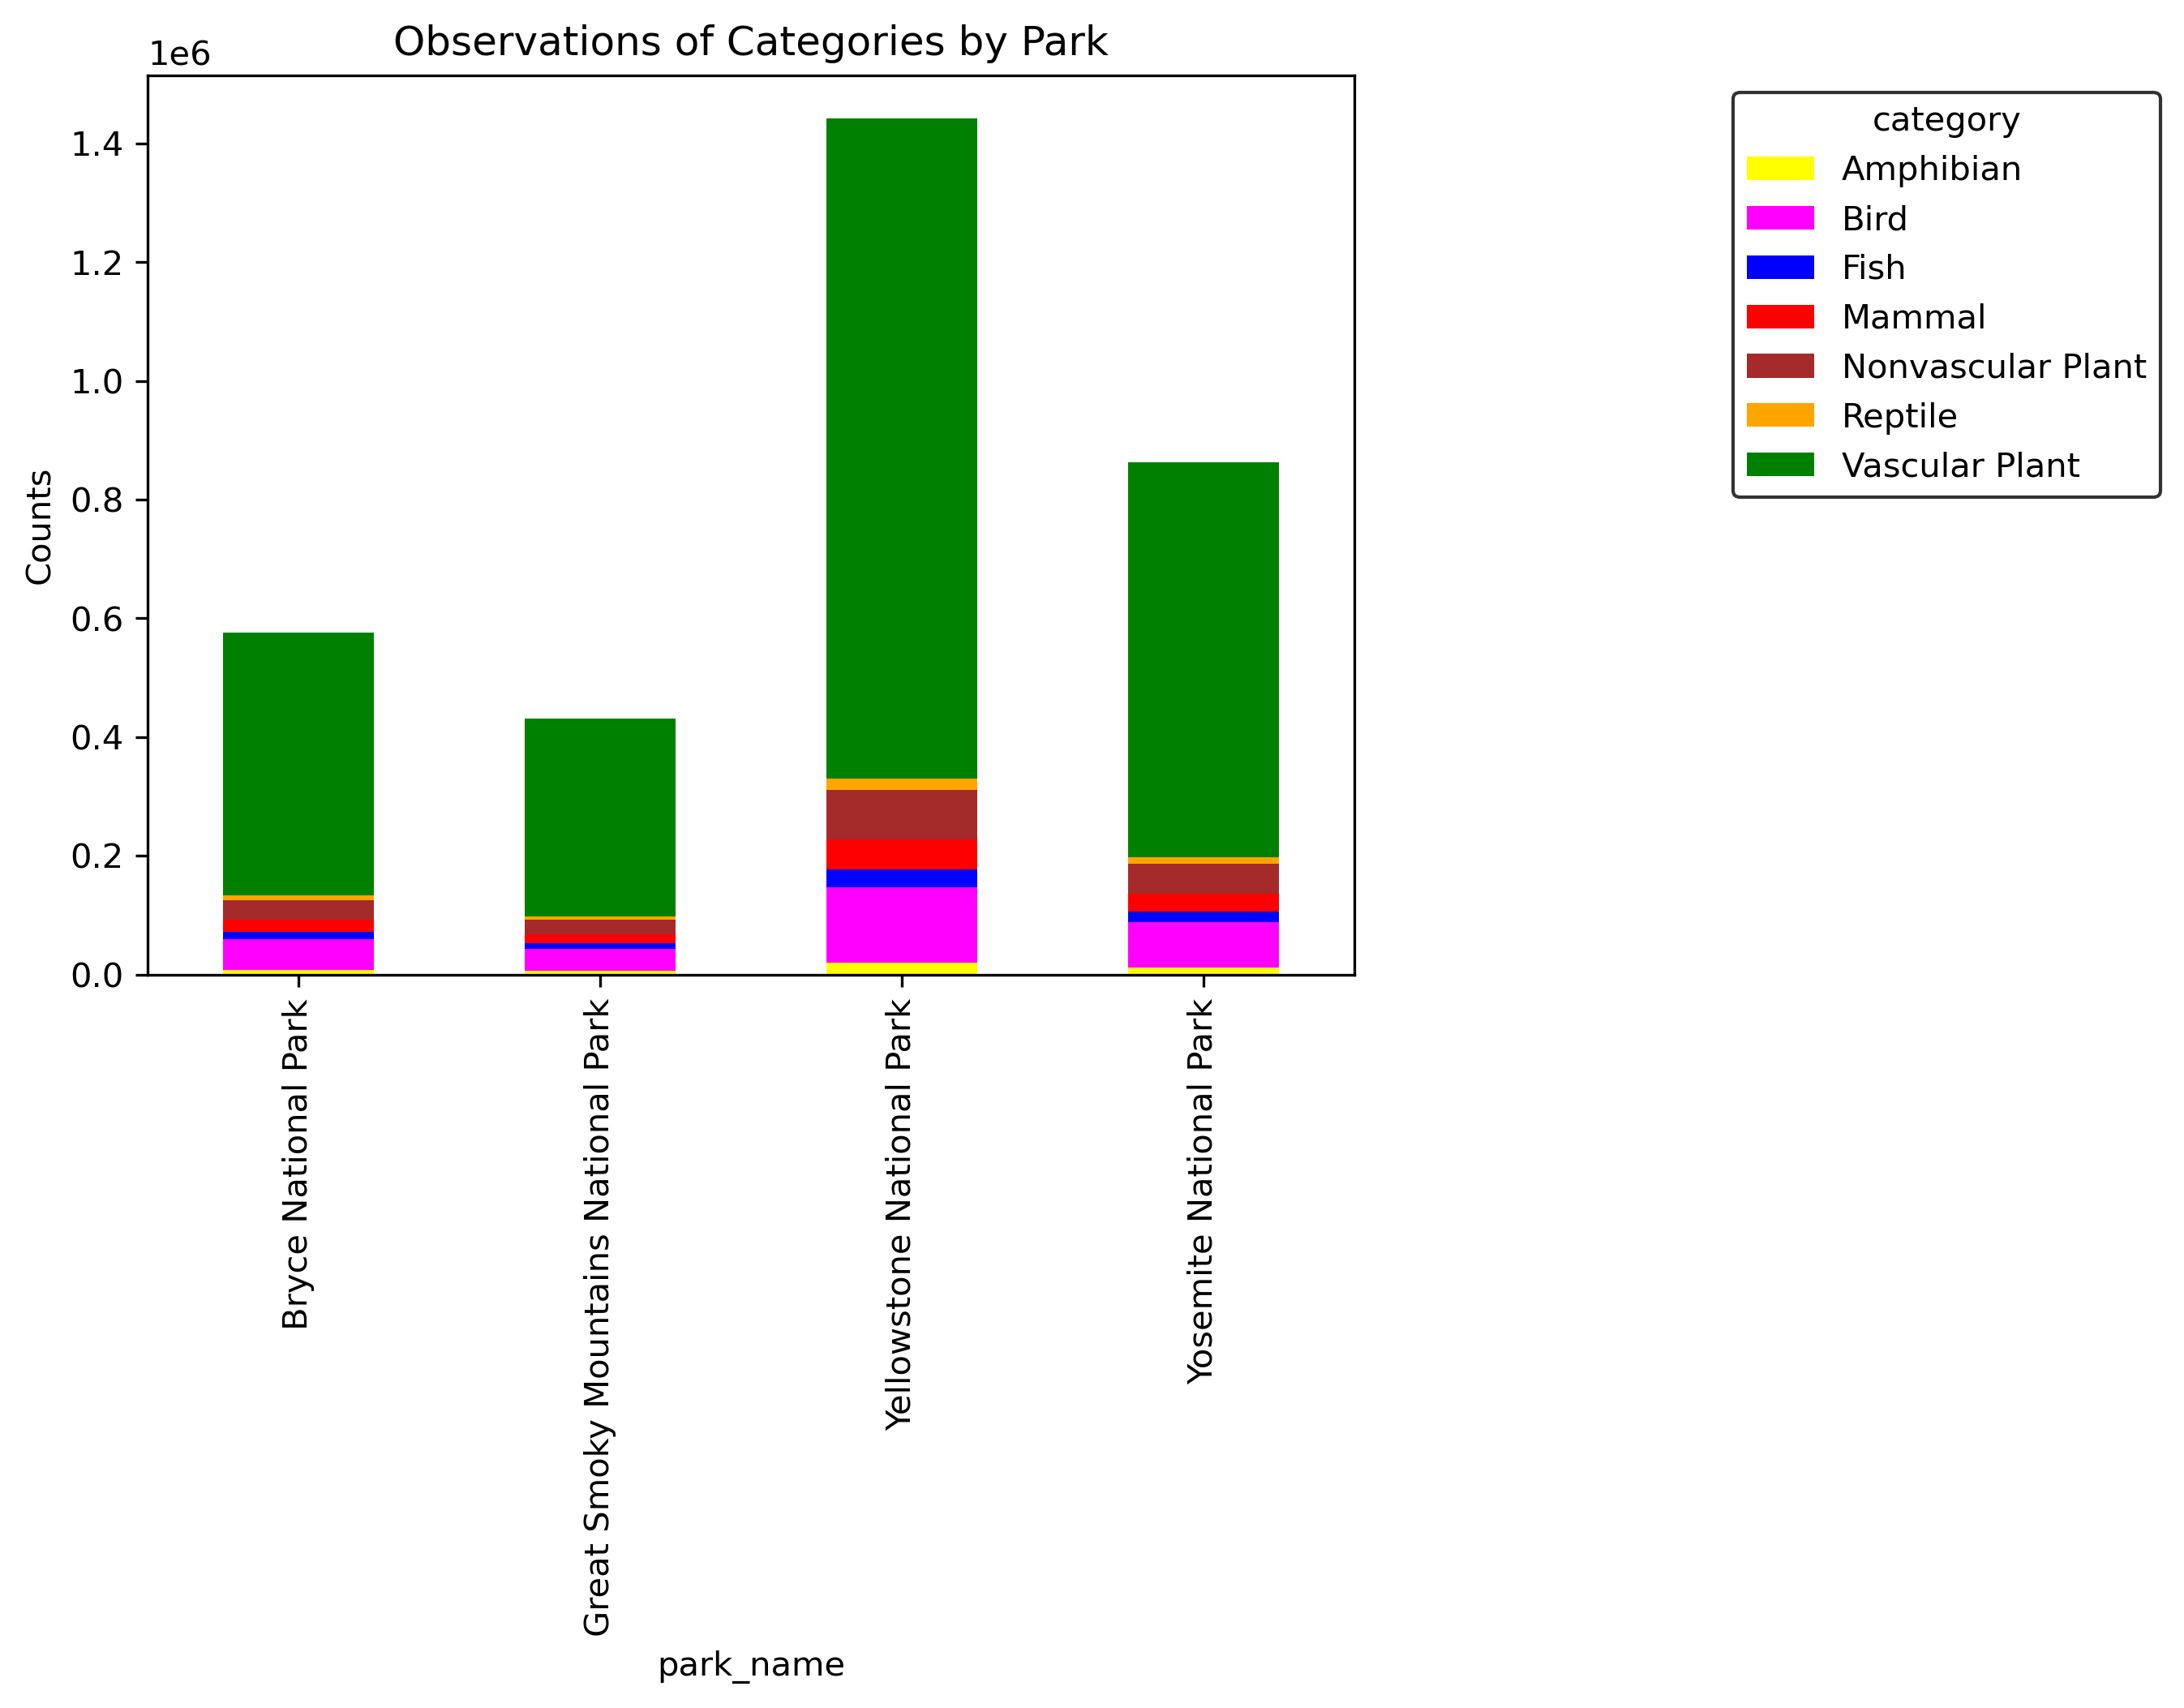 Observations of Categories by Park
1e6
1.4
1.2
1.0
0.8
0.6
0.4
0.2
0.0
Counts
Bryce National Park
Great Smoky Mountains National Park
Yellowstone National Park
Yosemite National Park
park_name
category
Amphibian
Bird
Fish
Mammal
Nonvascular Plant
Reptile
Vascular Plant